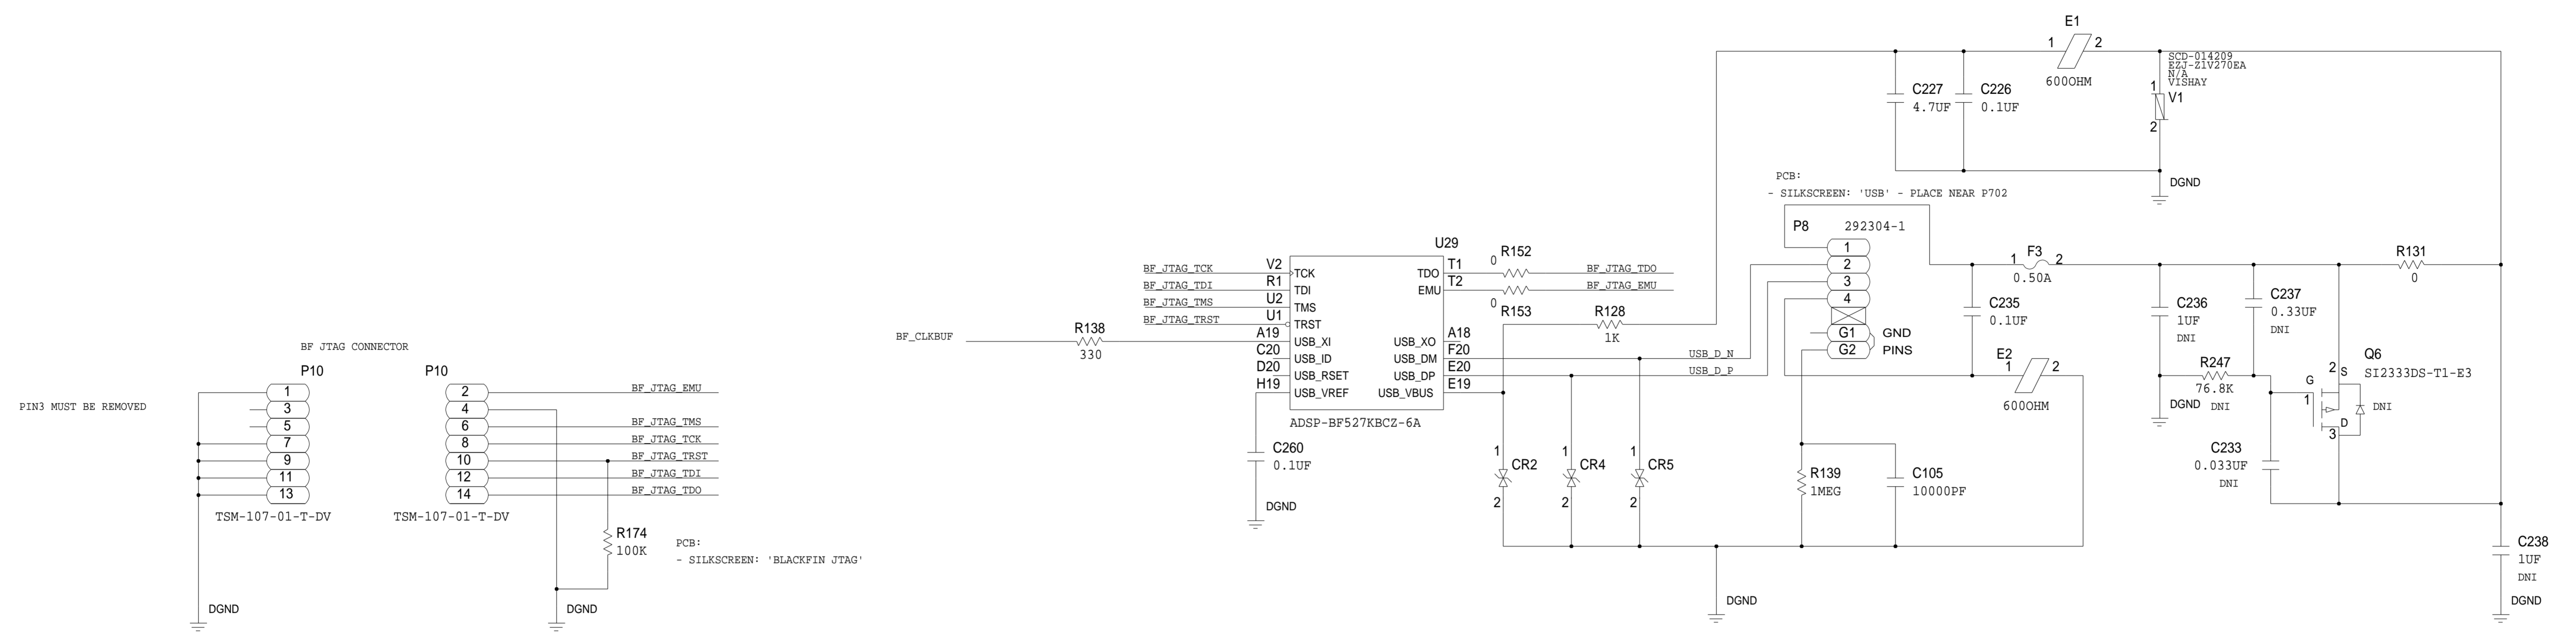 BF JTAG CONNECTOR
PIN3 MUST BE REMOVED
P10
1
3
5
7
9
11
13
TSM-107-01-T-DV
DGND
P10
2
4
6
8
10
12
14
TSM-107-01-T-DV
BF_JTAG_EMU
BF_JTAG_TMS
BF_JTAG_TCK
BF_JTAG_TRST
BF_JTAG_TDI
BF_JTAG_TDO
R174
100K
PCB:
- SILKSCREEN: 'BLACKFIN JTAG'
DGND
BF_CLKBUF
R138
330
BF_JTAG_TCK
BF_JTAG_TDI
BF_JTAG_TMS
BF_JTAG_TRST
V2
R1
U2
U1
A19
C20
D20
H19
U29
TCK
TDI
TMS
TRST
USB_XI
USB_ID
USB_RSET
USB_VREF
TDO
EMU
USB_XO
USB_DM
USB_DP
USB_VBUS
T1
T2
A18
F20
E20
E19
ADSP-BF527KBCZ-6A
C260
0.1UF
DGND
R152
0
BF_JTAG_TDO
BF_JTAG_EMU
0
R153
R128
1K
USB_D_N
USB_D_P
1
CR2
2
1
CR4
2
1
CR5
2
DGND
PCB:
- SILKSCREEN: 'USB' - PLACE NEAR P702
P8
292304-1
1
2
3
4
G1
G2
GND
PINS
R139
1MEG
C105
10000PF
C227
4.7UF
C226
0.1UF
E1
1
2
600OHM
SCD-014209
EZJ-Z1V270EA
N/A
VISHAY
1
V1
2
DGND
1
F3
2
0.50A
C235
0.1UF
E2
1
2
600OHM
C236
1UF
DNI
C237
0.33UF
DNI
R247
76.8K
DNI
DGND
C233
0.033UF
DNI
R131
0
Q6
SI2333DS-T1-E3
2
S
G
1
DNI
D
3
C238
1UF
DNI
DGND